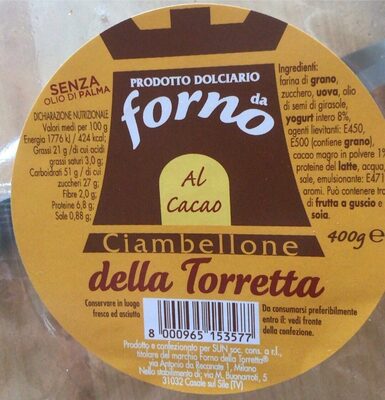 SENZA
OLIO DI PALMA
DICHIARAZIONE NUTRIZIONALE
Valori medi per 100 g
Energia 1776 kJ / 424 kcal;
Grassi 21 g / di cui acidi
grassi saturi 3,0 g;
Carboidrati 51 g / di cui
zuccheri 27 g;
Fibre 2,0 g;
Proteine 6,8 g;
Sale 0,88 g;
PRODOTTO DOLCIARIO
da
forno
Al
Cacao
Ingredienti:
farina di grano,
zucchero, uova, olio
di semi di girasole,
yogurt intero 8%,
agenti lievitanti: E450,
E500 (contiene grano),
cacao magro in polvere
proteine del latte, acqua,
sale, emulsionante: E471
Può contenere
di frutta a guscio e
soia.
400g e
Ciambellone
della Torretta
Conservare in luogo
fresco ed asciutto
8 000965 153577
Da consumarsi preferibilmente
entro il: vedi fronte
della confezione.
Prodotto e confezionato per SUN soc. cons. a r.l.,
titolare del marchio Forno della Torretta®
via Antonio da Recanate 1, Milano
Nello stabilimento di: via M. Buonarroti, 5
31032 Casale sul Sile (TV)